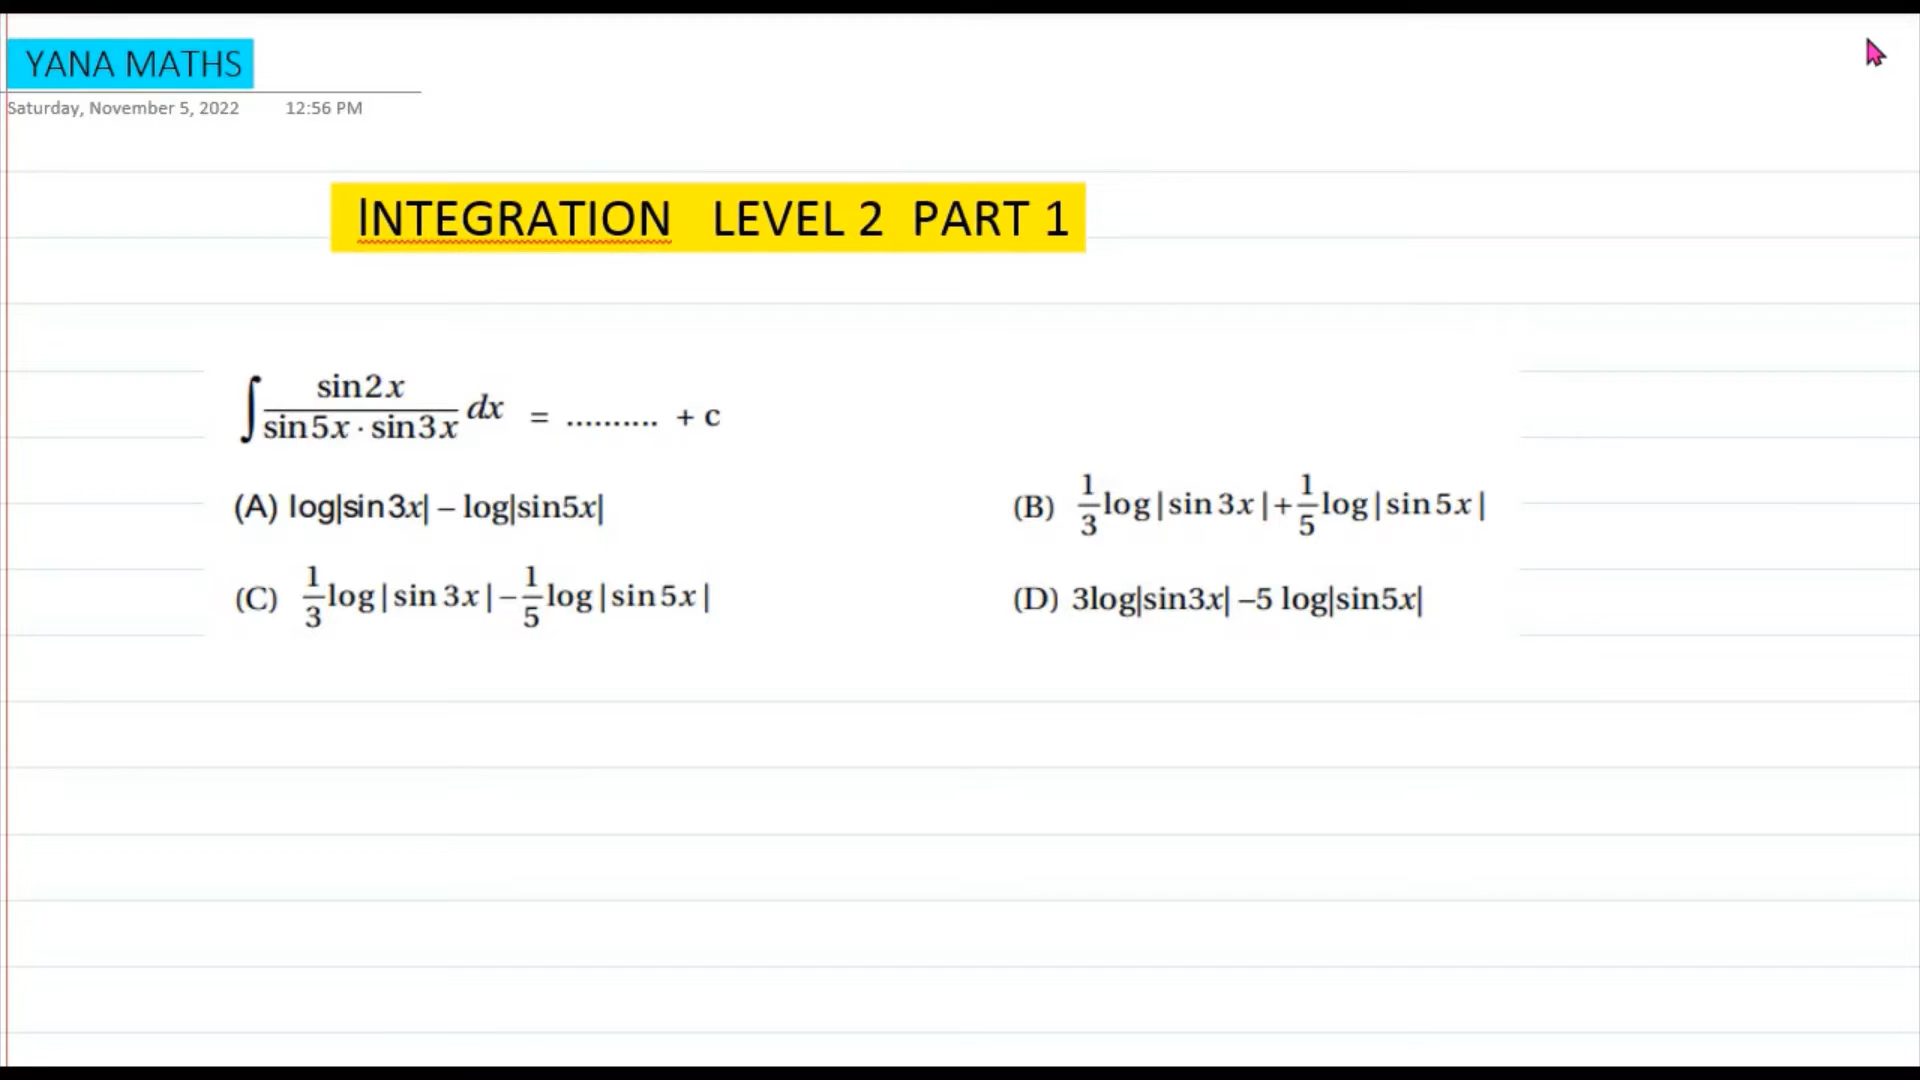 YANA MATHS
Saturday, November 5, 2022 12:56 PM
INTEGRATION LEVEL 2 PART 1
∫ sin2x / sin5x · sin3x dx = .......... + c
(A) log|sin3x| – log|sin5x|
(B) 1/3 log|sin3x| + 1/5 log|sin5x|
(C) 1/3 log|sin3x| – 1/5 log|sin5x|
(D) 3log|sin3x| –5 log|sin5x|